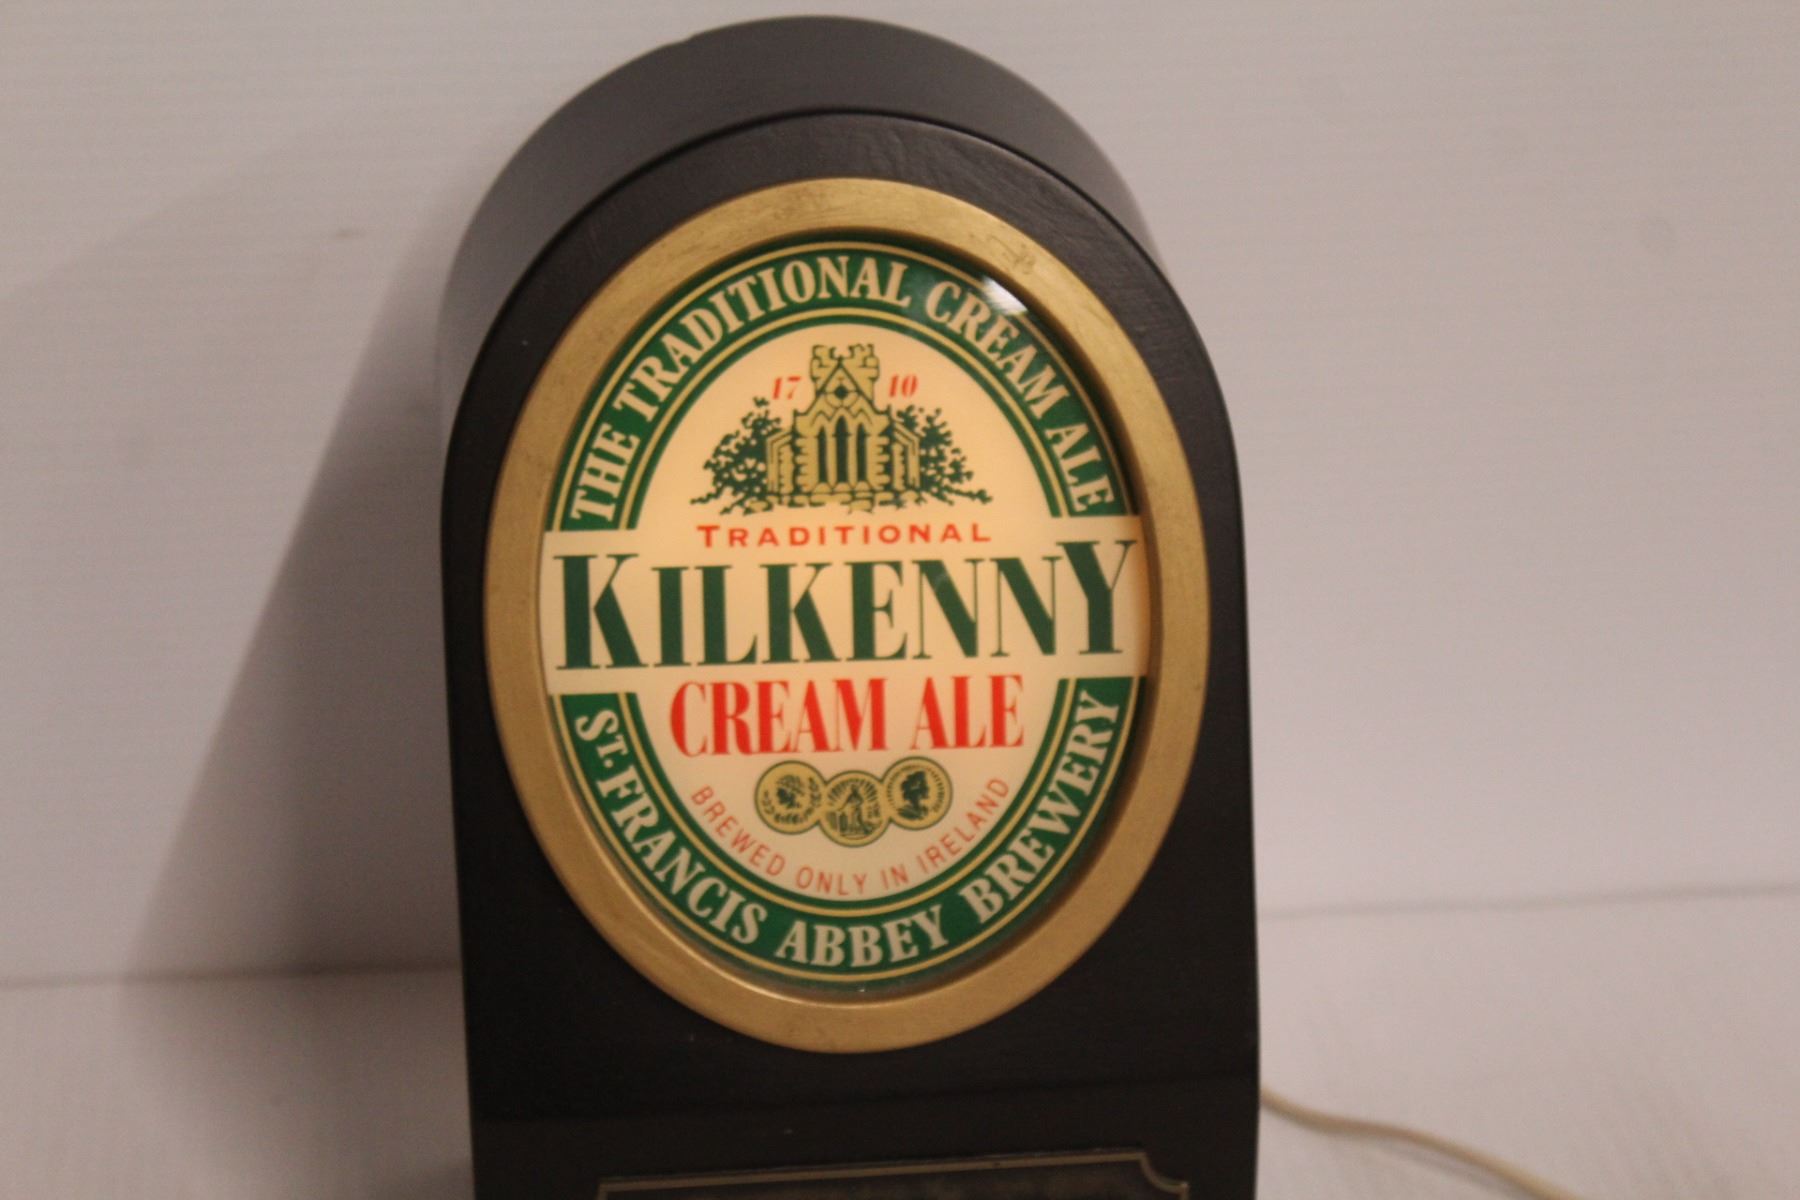 THE TRADITIONAL CREAM ALE
17 10
TRADITIONAL
KILKENNY
CREAM ALE
BREWED ONLY IN IRELAND
ST. FRANCIS ABBEY BREWERY